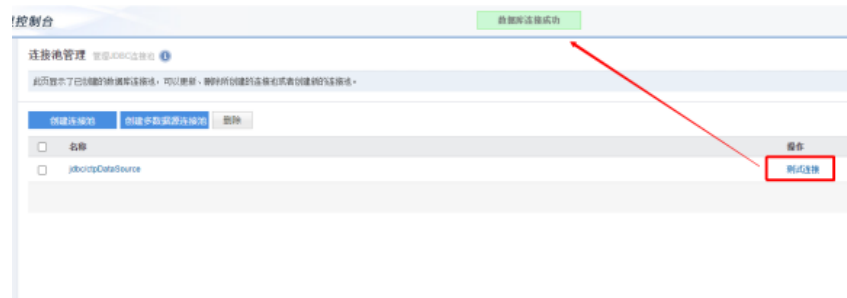 控制台
数据库连接成功
连接池管理 管理JDBC连接池
此页显示了已创建的数据库连接池，可以更新、删除所创建的连接池或者创建新的连接池。
创建连接池 创建多数据源连接池 删除
名称 操作
jdbc/ctpDataSource 测试连接